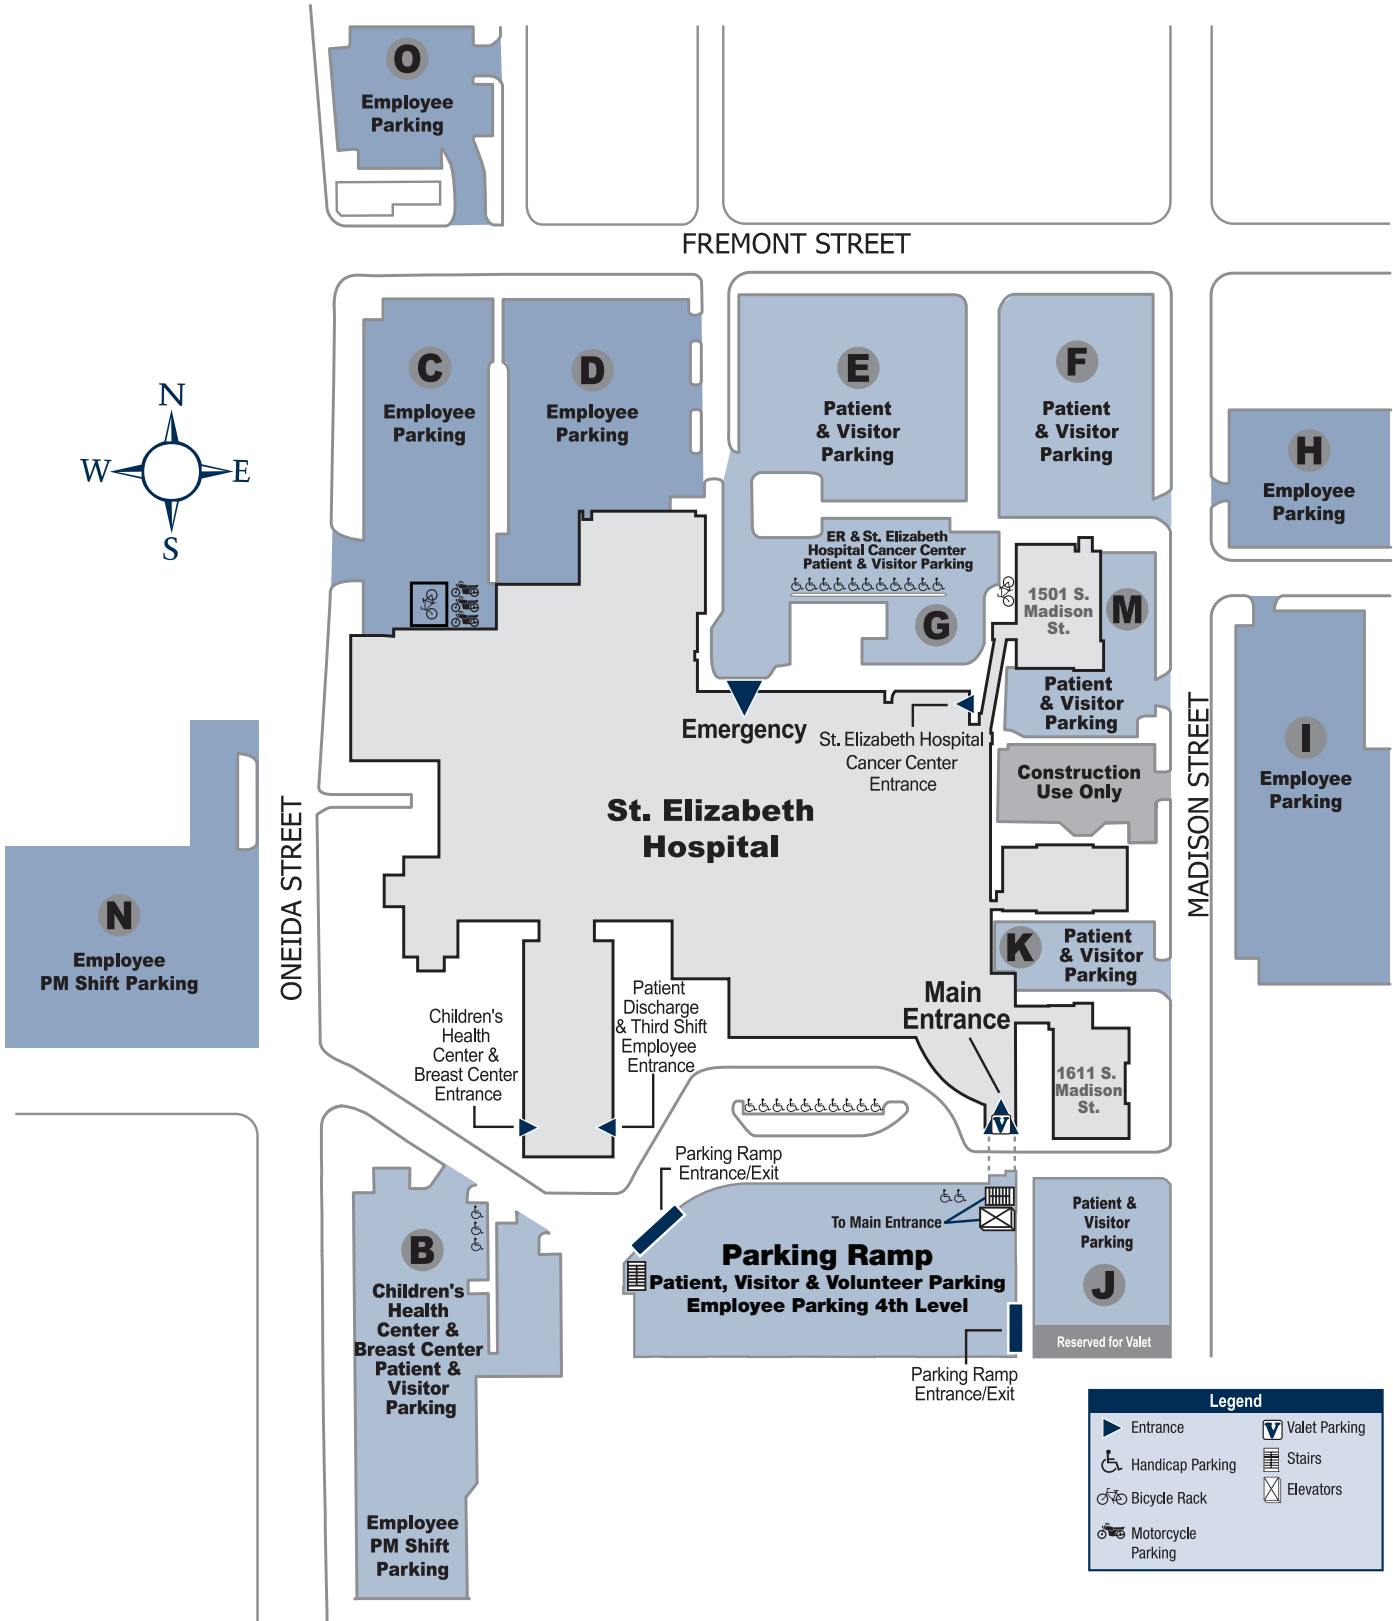 O
Employee
Parking
FREMONT STREET
C
Employee
Parking
D
Employee
Parking
E
Patient
& Visitor
Parking
F
Patient
& Visitor
Parking
H
Employee
Parking
N
W
E
S
ER & St. Elizabeth
Hospital Cancer Center
Patient & Visitor Parking
G
1501 S.
Madison
St.
M
Patient
& Visitor
Parking
Emergency
St. Elizabeth Hospital
Cancer Center
Entrance
Construction
Use Only
MADISON STREET
I
Employee
Parking
St. Elizabeth
Hospital
ONEIDA STREET
N
Employee
PM Shift Parking
K
Patient
& Visitor
Parking
Main
Entrance
Patient
Discharge
& Third Shift
Employee
Entrance
Children's
Health
Center &
Breast Center
Entrance
1611 S.
Madison
St.
V
Parking Ramp
Entrance/Exit
To Main Entrance
Parking Ramp
Patient, Visitor & Volunteer Parking
Employee Parking 4th Level
Patient &
Visitor
Parking
J
Reserved for Valet
Parking Ramp
Entrance/Exit
B
Children's
Health
Center &
Breast Center
Patient &
Visitor
Parking
Employee
PM Shift
Parking
Legend
Entrance
V Valet Parking
Handicap Parking
Stairs
Bicycle Rack
Elevators
Motorcycle
Parking